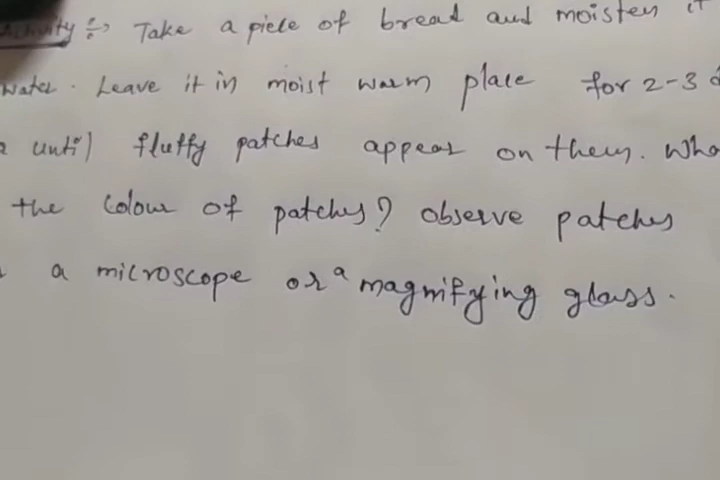 Activity :-> Take a piece of bread and moisten it
water. Leave it in moist warm place for 2-3
until fluffy patches appear on them.
the colour of patches? observe patches
a microscope or a magnifying glass.